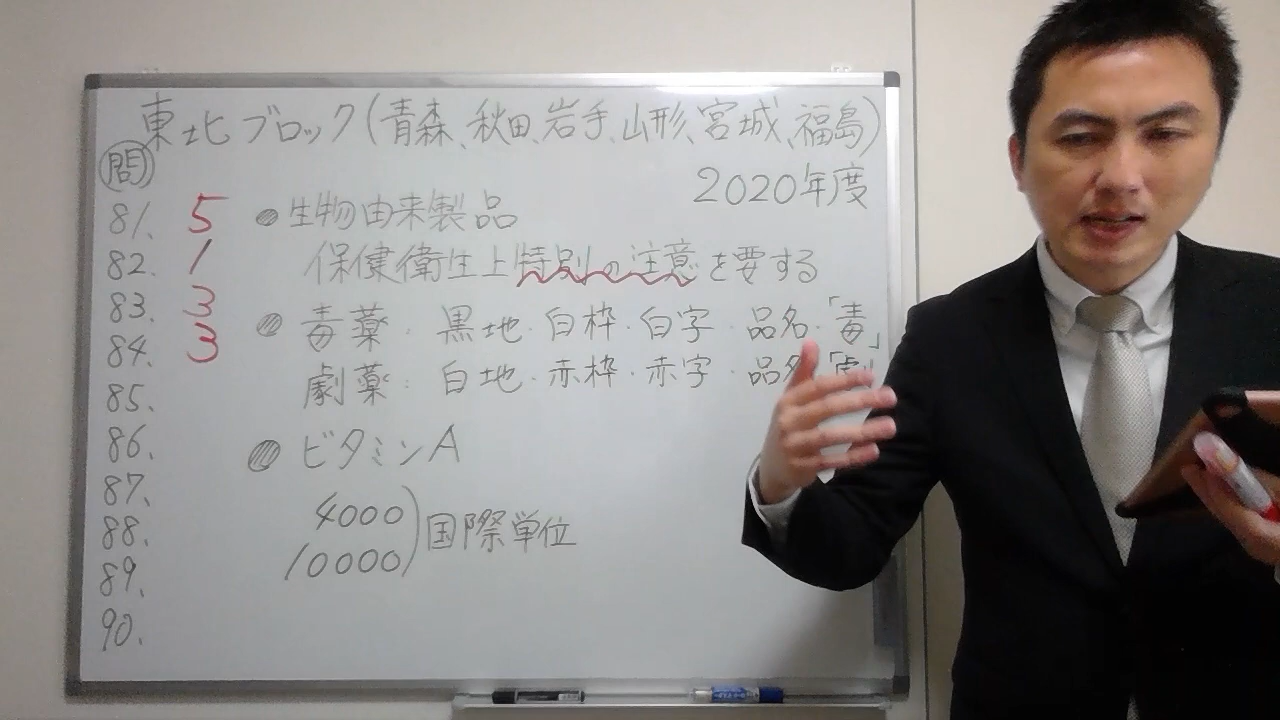 東北ブロック(青森、秋田、岩手、山形、宮城、福島)
2020年度
問
81. 5
82. 1
83. 3
84. 3
85.
86.
87.
88.
89.
90.
●生物由来製品
保健衛生上特別の注意を要する
●毒薬:黒地・白枠・白字・品名・「毒」
劇薬:白地・赤枠・赤字・品名「劇
●ビタミンA
4000
10000)国際単位